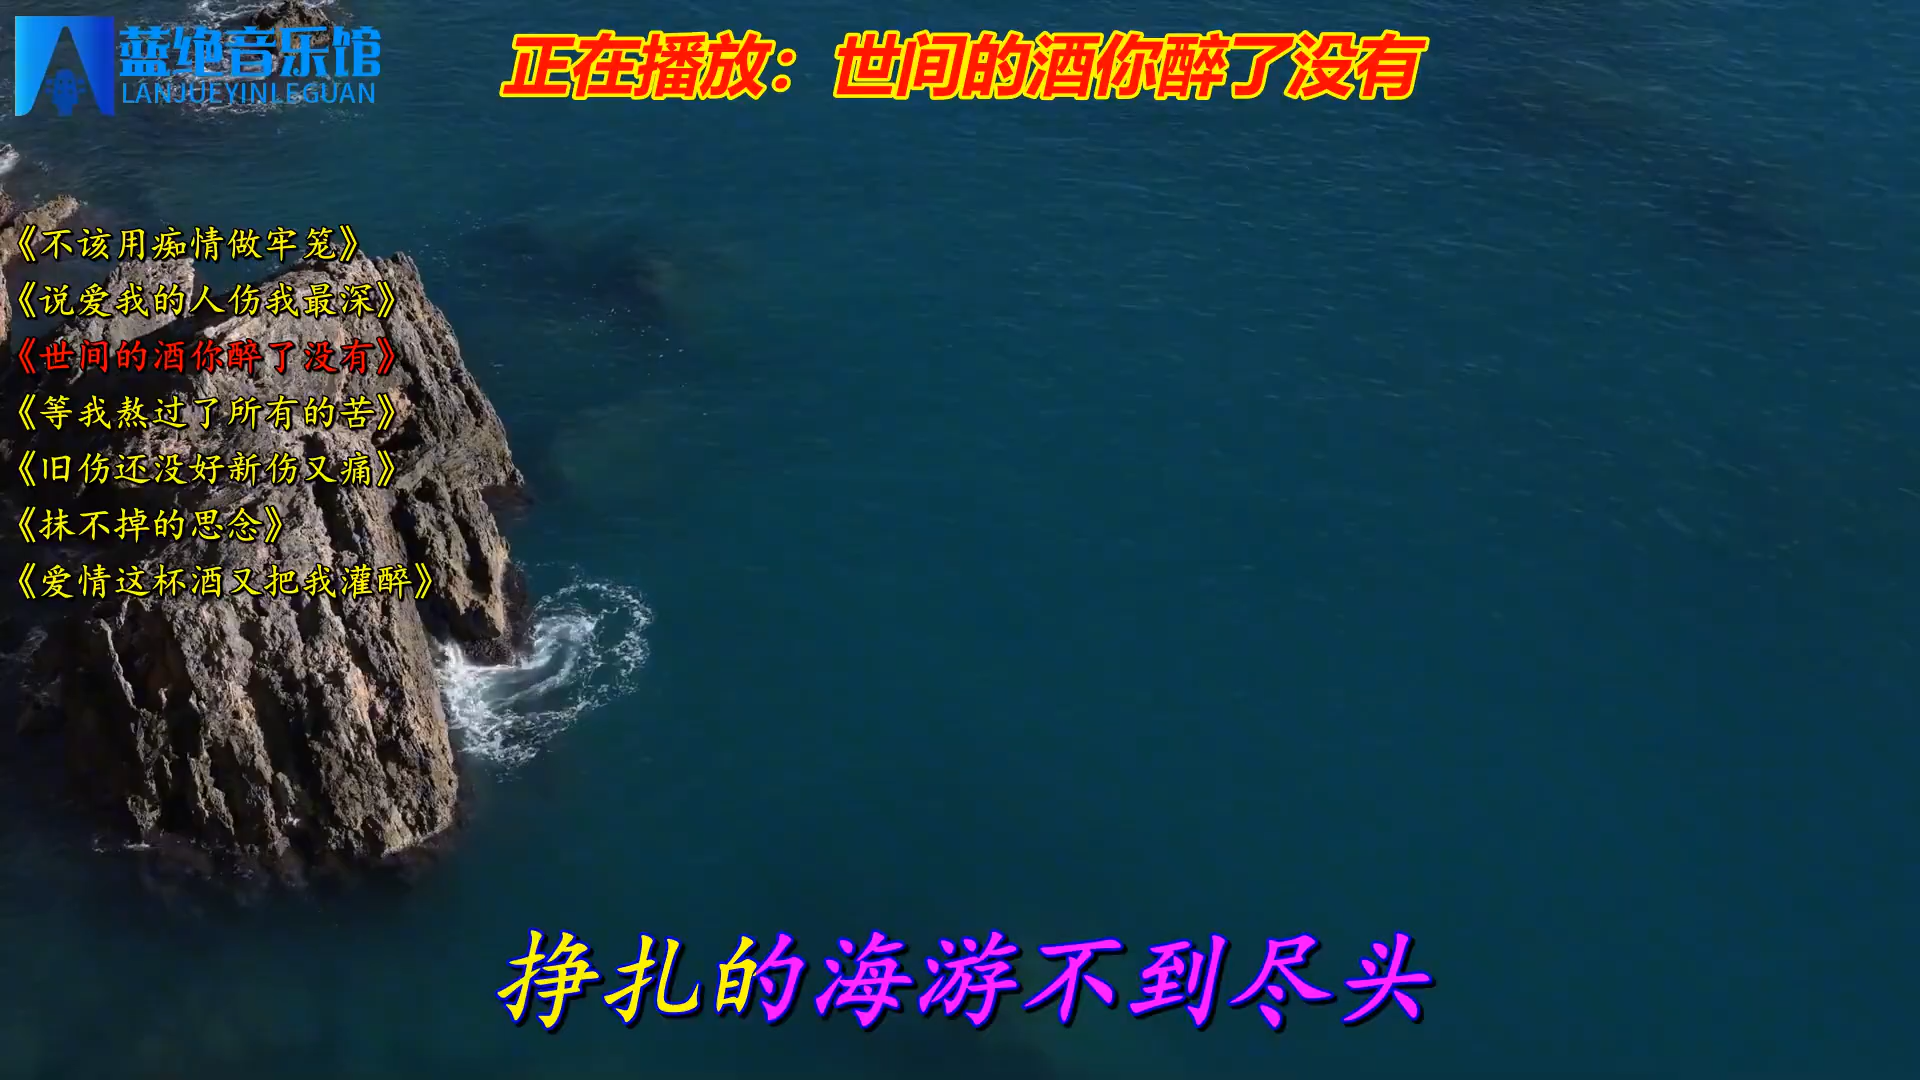 蓝绝音乐馆
LANJUEYINLEGUAN
正在播放：世间的酒你醉了没有
《不该用痴情做牢笼》
《说爱我的人伤我最深》
《世间的酒你醉了没有》
《等我熬过了所有的苦》
《旧伤还没好新伤又痛》
《抹不掉的思念》
《爱情这杯酒又把我灌醉》
挣扎的海游不到尽头